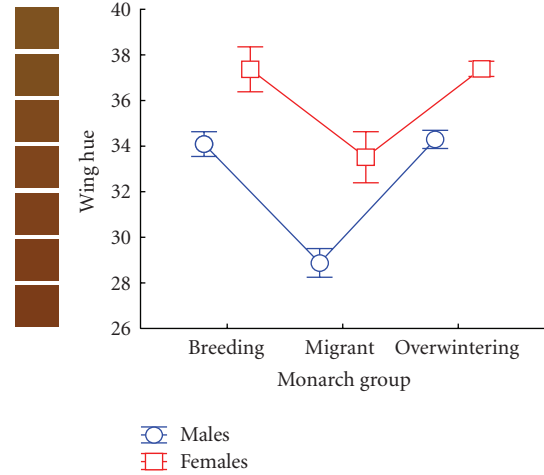 40
38
36
34
32
30
28
26
Wing hue
Breeding Migrant Overwintering
Monarch group
Males
Females